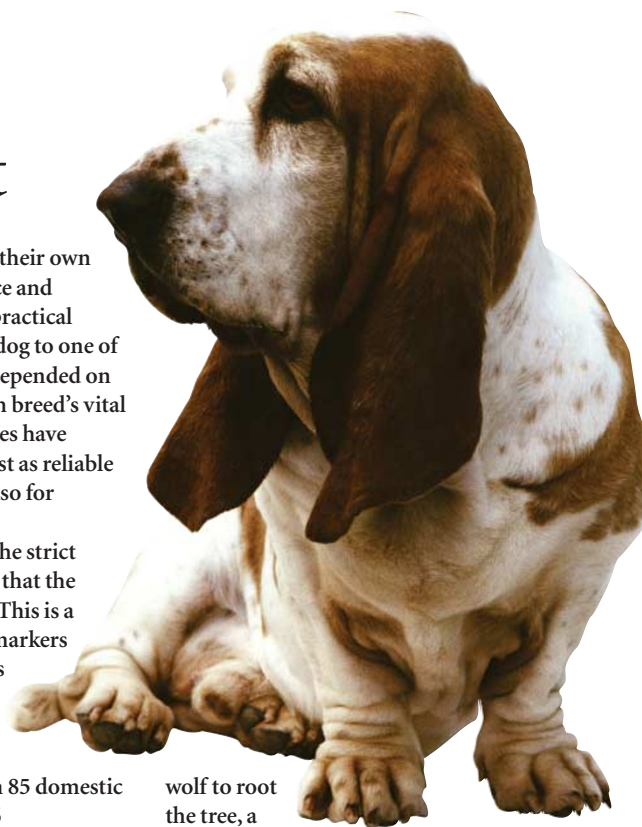 t
their own
ce and
practical
dog to one of
epended on
breed's vital
es have
st as reliable
so for
he strict
that the
This is a
markers
s
85 domestic
wolf to root
the tree, a